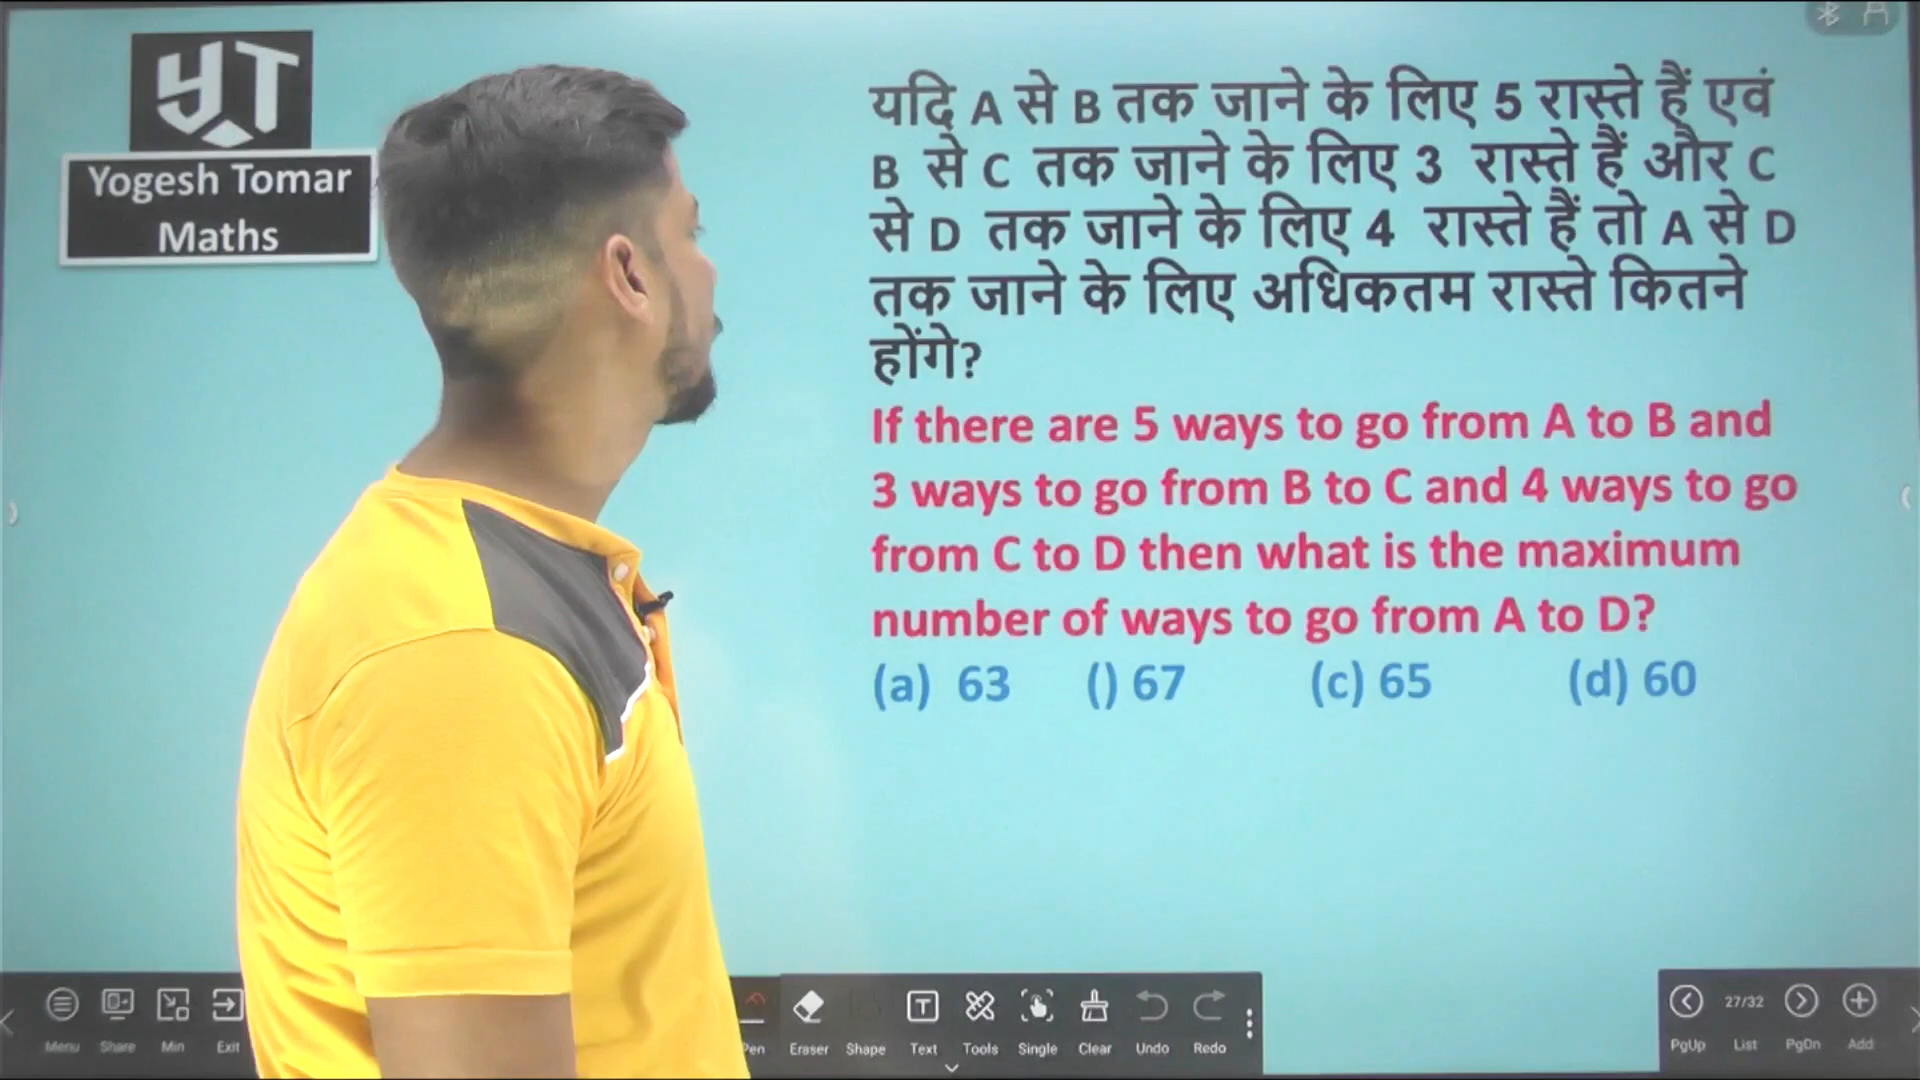 YT
Yogesh Tomar
Maths
यदि A से B तक जाने के लिए 5 रास्ते हैं एवं
B से C तक जाने के लिए 3 रास्ते हैं और C
से D तक जाने के लिए 4 रास्ते हैं तो A से D
तक जाने के लिए अधिकतम रास्ते कितने
होंगे?
If there are 5 ways to go from A to B and
3 ways to go from B to C and 4 ways to go
from C to D then what is the maximum
number of ways to go from A to D?
(a) 63 () 67 (c) 65 (d) 60
Menu Share Min Exit Pen Eraser Shape Text Tools Single Clear Undo Redo
27/32
PgUp List PgDn Add